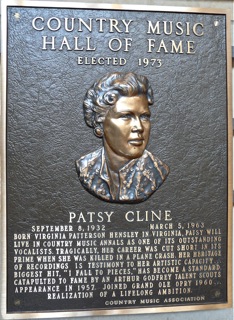 COUNTRY MUSIC
HALL OF FAME
ELECTED 1973
PATSY CLINE
SEPTEMBER 8, 1932 MARCH 5, 1963
BORN VIRGINIA PATTERSON HENSLEY IN VIRGINIA, PATSY WILL
LIVE IN COUNTRY MUSIC ANNALS AS ONE OF ITS OUTSTANDING
VOCALISTS. TRAGICALLY, HER CAREER WAS CUT SHORT IN ITS
PRIME WHEN SHE WAS KILLED IN A PLANE CRASH. HER HERITAGE
OF RECORDINGS IS TESTIMONY TO HER ARTISTIC CAPACITY . . .
BIGGEST HIT, "I FALL TO PIECES," HAS BECOME A STANDARD.
CATAPULTED TO FAME BY AN ARTHUR GODFREY TALENT SCOUTS
APPEARANCE IN 1957. JOINED GRAND OLE OPRY 1960 . . .
REALIZATION OF A LIFELONG AMBITION.
COUNTRY MUSIC ASSOCIATION